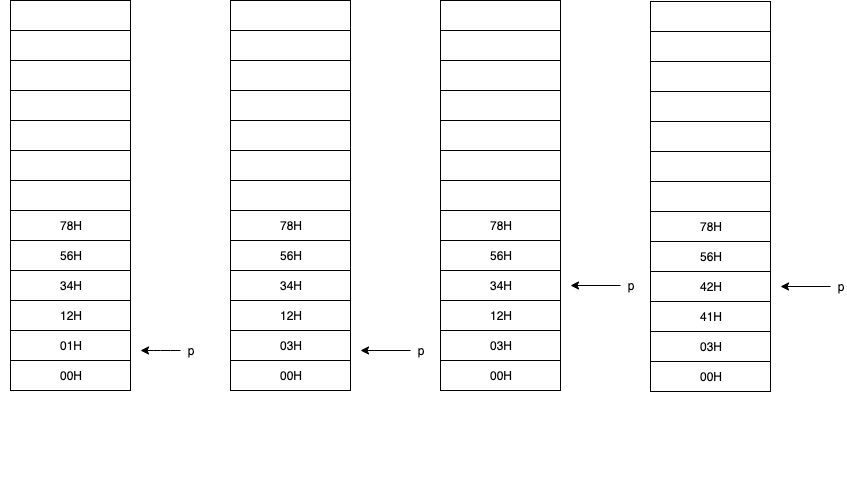 78H 78H 78H 78H
56H 56H 56H 56H
34H 34H 34H p 42H p
12H 12H 12H 41H
01H p 03H p 03H 03H
00H 00H 00H 00H